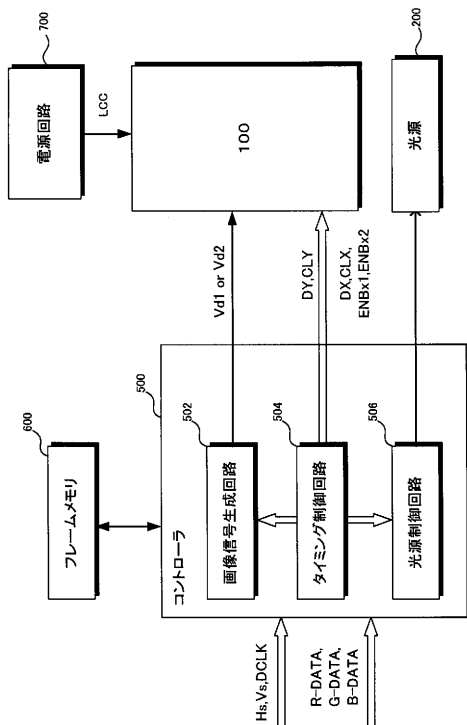 フレームメモリ
600
電源回路
700
LCC
コントローラ
500
画像信号生成回路
502
Vd1 or Vd2
100
Hs,Vs,DCLK
タイミング制御回路
504
DY,CLY
DX,CLX,
ENBx1,ENBx2
R-DATA,
G-DATA,
B-DATA
光源制御回路
506
光源
200